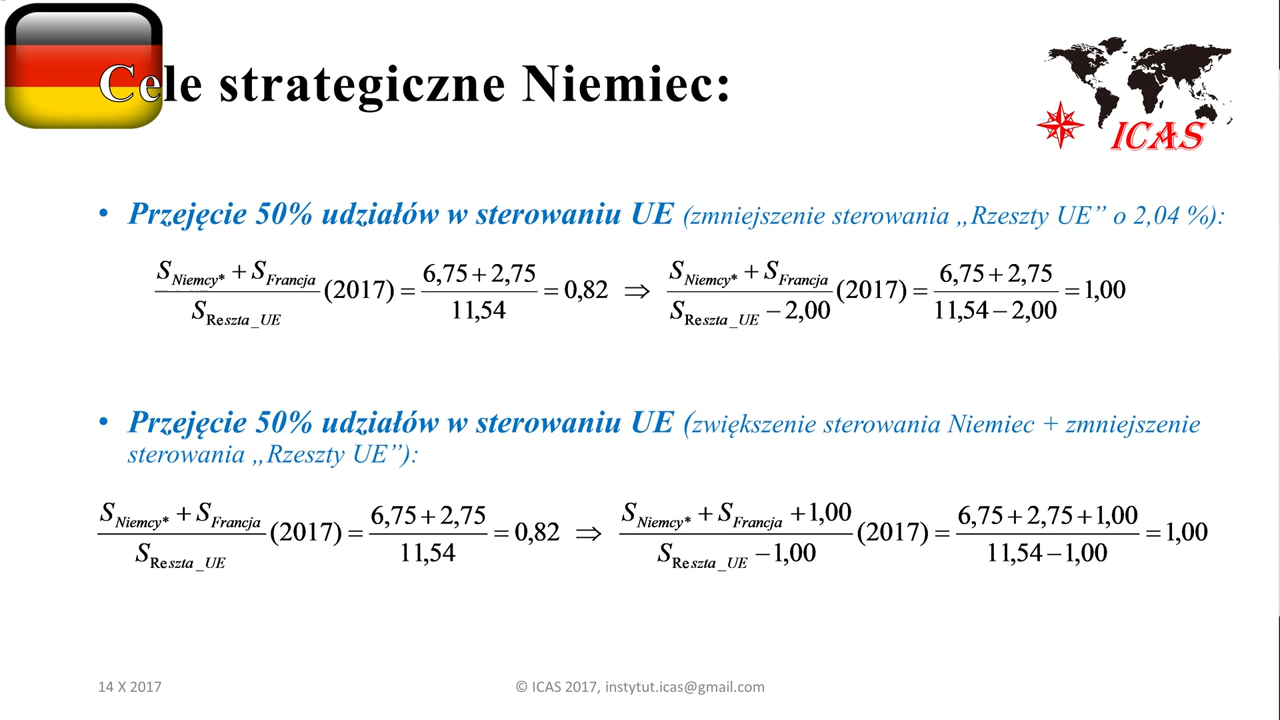 Cele strategiczne Niemiec:
ICAS
• Przejęcie 50% udziałów w sterowaniu UE (zmniejszenie sterowania „Rzeszty UE” o 2,04 %):
(S_Niemcy* + S_Francja) / S_Reszta_UE (2017) = (6,75 + 2,75) / 11,54 = 0,82 ⇒ (S_Niemcy* + S_Francja) / (S_Reszta_UE − 2,00) (2017) = (6,75 + 2,75) / (11,54 − 2,00) = 1,00
• Przejęcie 50% udziałów w sterowaniu UE (zwiększenie sterowania Niemiec + zmniejszenie
sterowania „Rzeszty UE”):
(S_Niemcy* + S_Francja) / S_Reszta_UE (2017) = (6,75 + 2,75) / 11,54 = 0,82 ⇒ (S_Niemcy* + S_Francja + 1,00) / (S_Reszta_UE − 1,00) (2017) = (6,75 + 2,75 + 1,00) / (11,54 − 1,00) = 1,00
14 X 2017
© ICAS 2017, instytut.icas@gmail.com